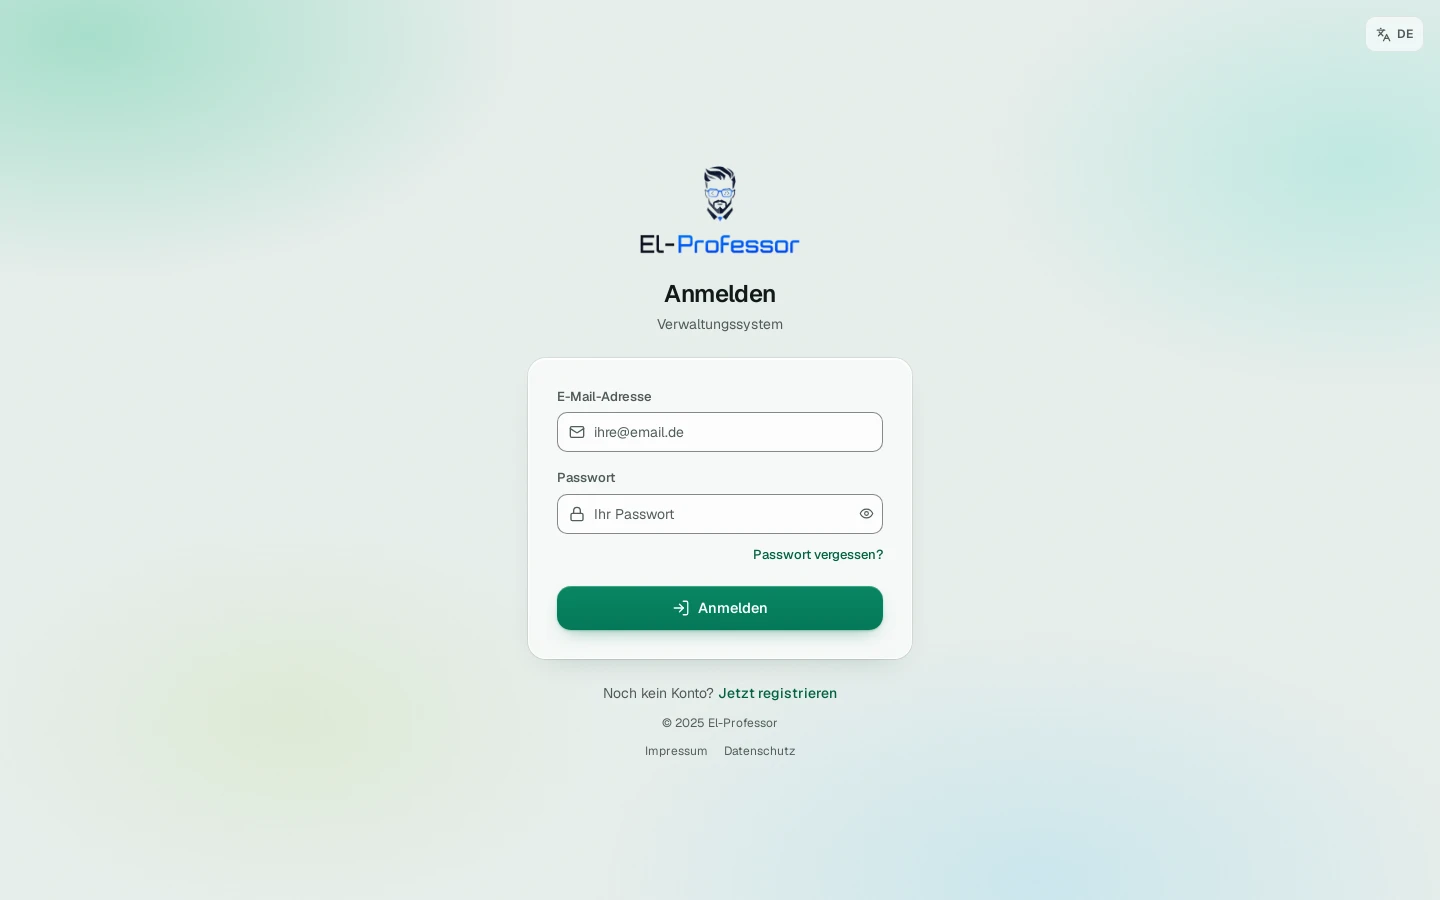 DE
El-Professor
Anmelden
Verwaltungssystem
E-Mail-Adresse
ihre@email.de
Passwort
Ihr Passwort
Passwort vergessen?
Anmelden
Noch kein Konto? Jetzt registrieren
© 2025 El-Professor
Impressum Datenschutz